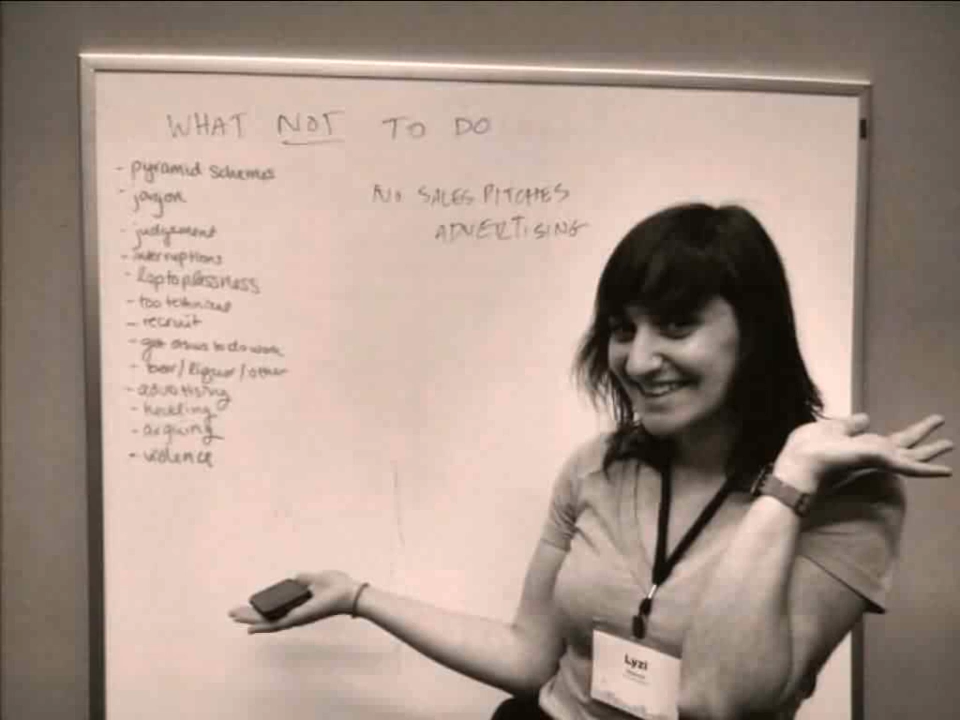 WHAT NOT TO DO
- pyramid schemes
- jargon
- judgement
- interruptions
- laptoplessness
- too technical
- recruit
- get others to do work
- beer/liquor/other
- advertising
- heckling
- arguing
- violence
NO SALES PITCHES
ADVERTISING
Lyzi